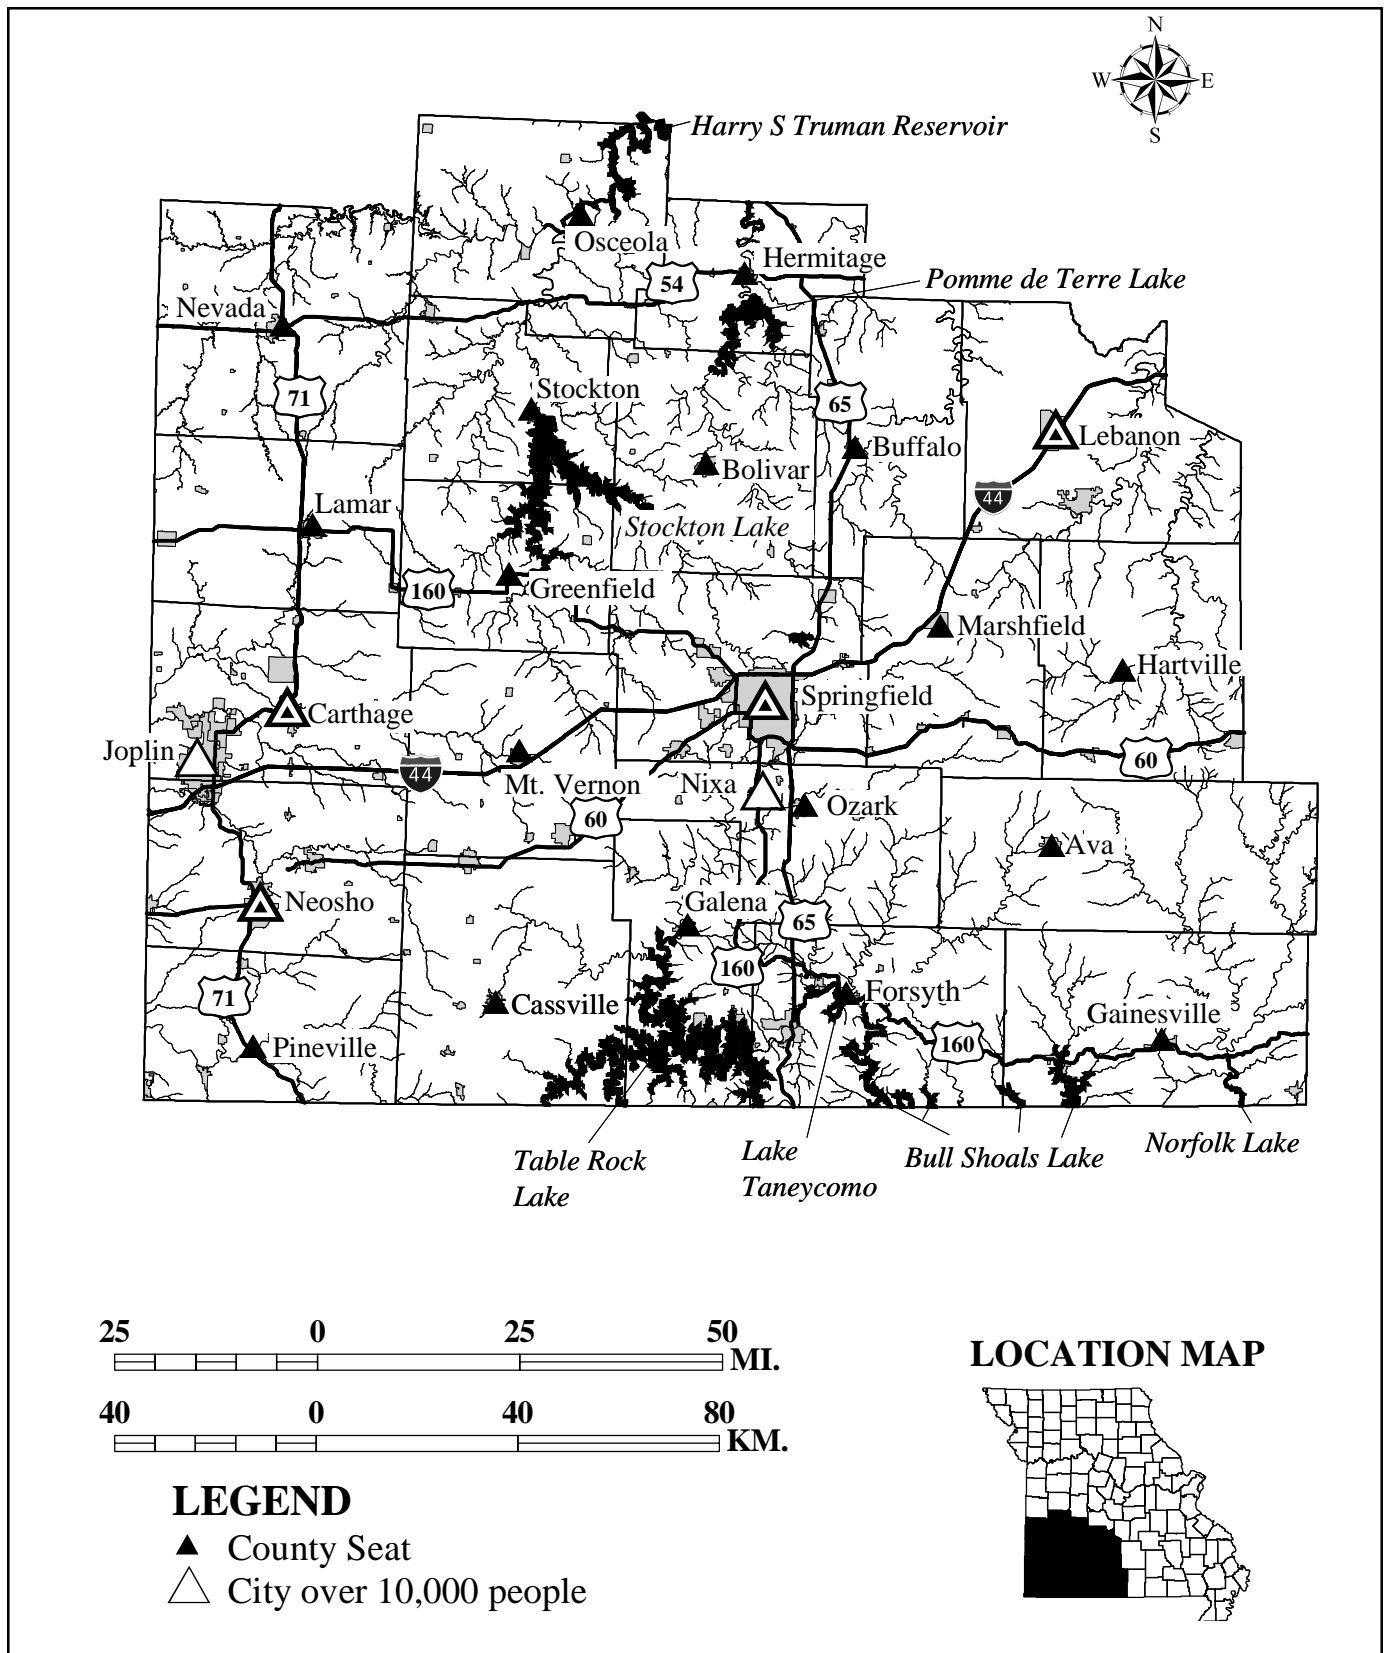 N
W
E
S
Harry S Truman Reservoir
Osceola
Hermitage
54
Pomme de Terre Lake
Nevada
Stockton
71
65
Lebanon
Buffalo
Bolivar
44
Lamar
Stockton Lake
Greenfield
160
Marshfield
Hartville
Springfield
Carthage
Joplin
44
60
Mt. Vernon
Nixa
Ozark
60
Ava
Neosho
Galena
65
160
71
Cassville
Forsyth
Gainesville
Pineville
160
Table Rock
Lake
Lake
Taneycomo
Bull Shoals Lake
Norfolk Lake
25 0 25 50
MI.
40 0 40 80
KM.
LOCATION MAP
LEGEND
County Seat
City over 10,000 people